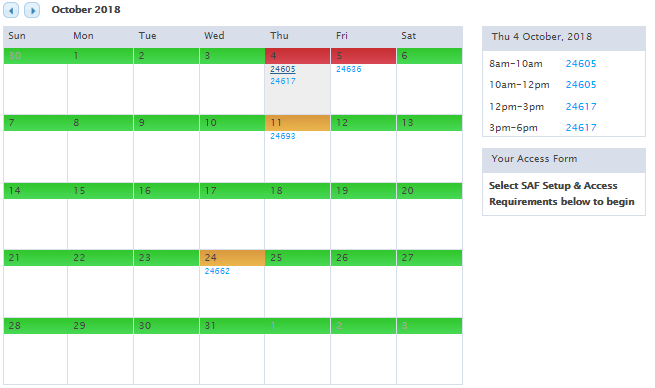 October 2018
Sun Mon Tue Wed Thu Fri Sat
30 1 2 3 4 5 6
24605 24636
24617
7 8 9 10 11 12 13
24693
14 15 16 17 18 19 20
21 22 23 24 25 26 27
24662
28 29 30 31 1 2 3
Thu 4 October, 2018
8am-10am 24605
10am-12pm 24605
12pm-3pm 24617
3pm-6pm 24617
Your Access Form
Select SAF Setup & Access
Requirements below to begin